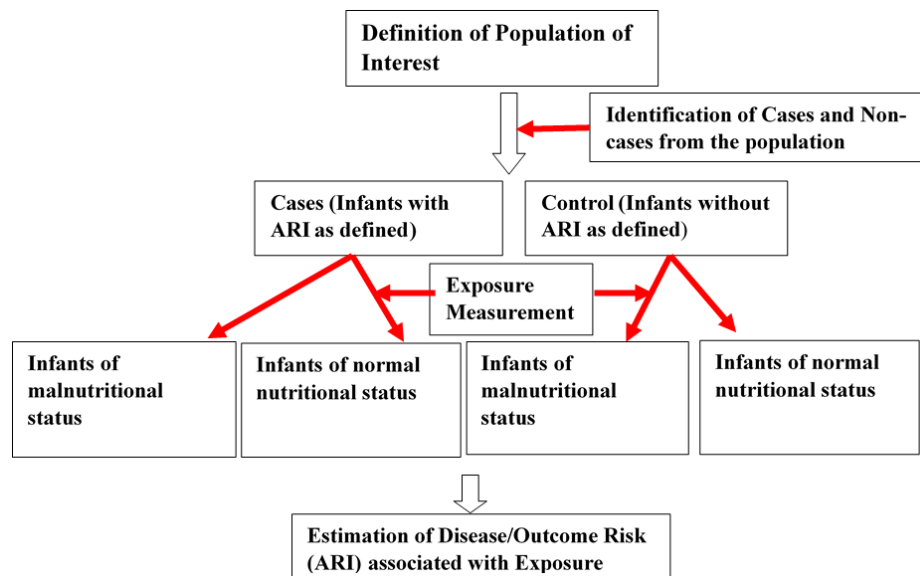 Definition of Population of
Interest
Identification of Cases and Non-
cases from the population
Cases (Infants with
ARI as defined)
Control (Infants without
ARI as defined)
Exposure
Measurement
Infants of
malnutritional
status
Infants of normal
nutritional status
Infants of
malnutritional
status
Infants of normal
nutritional status
Estimation of Disease/Outcome Risk
(ARI) associated with Exposure